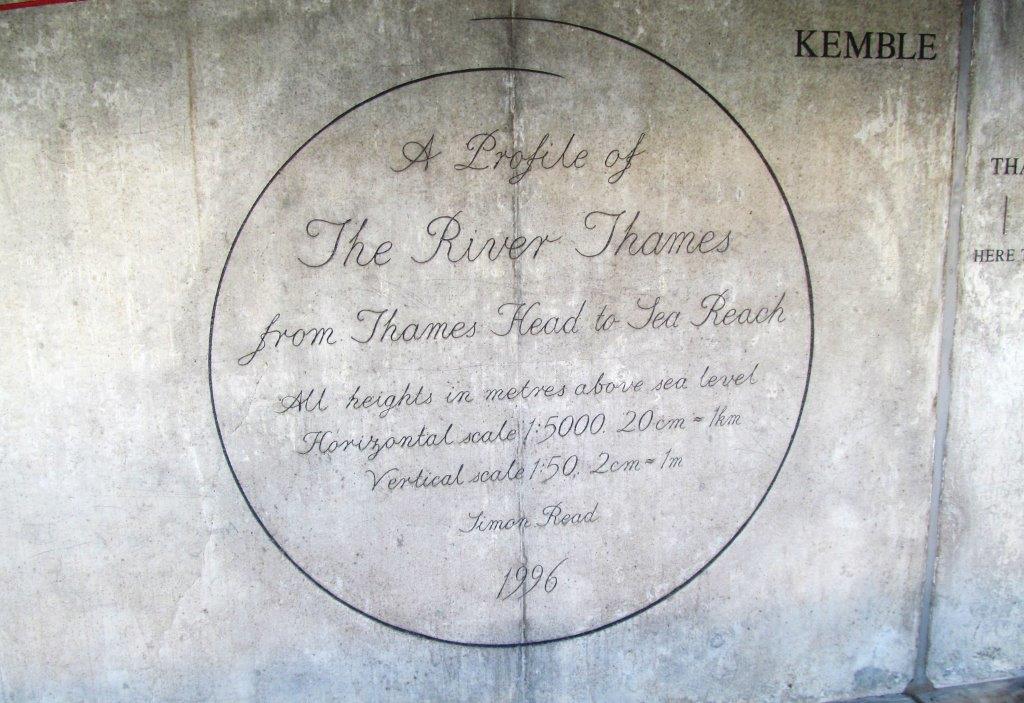 KEMBLE
A Profile of
The River Thames
from Thames Head to Sea Reach
All heights in metres above sea level
Horizontal scale 1:5000. 20cm = 1km
Vertical scale 1:50, 2cm = 1m
Simon Read
1996
HERE